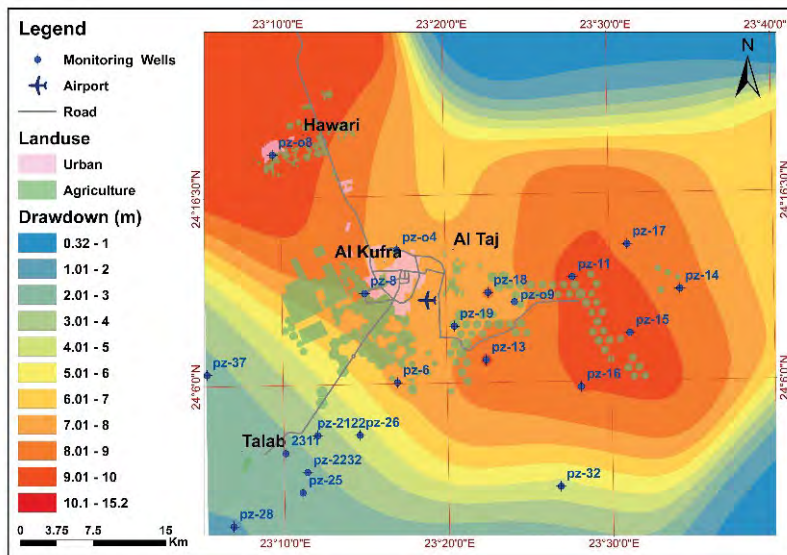 Legend
Monitoring Wells
Airport
Road
Landuse
Urban
Agriculture
Drawdown (m)
0.32 - 1
1.01 - 2
2.01 - 3
3.01 - 4
4.01 - 5
5.01 - 6
6.01 - 7
7.01 - 8
8.01 - 9
9.01 - 10
10.1 - 15.2
0 3.75 7.5 15
Km
23°10'0"E 23°20'0"E 23°30'0"E 23°40'0"E
N
Hawari
pz-o8
24°16'30"N 24°16'30"N
pz-o4 Al Taj pz-17
Al Kufra
pz-8 pz-18 pz-11 pz-14
pz-o9
pz-19 pz-15
pz-13
pz-37 pz-6 pz-16
24°6'0"N 24°6'0"N
pz-2122 pz-26
Talab 2311
pz-2232
pz-25 pz-32
pz-28
23°10'0"E 23°20'0"E 23°30'0"E